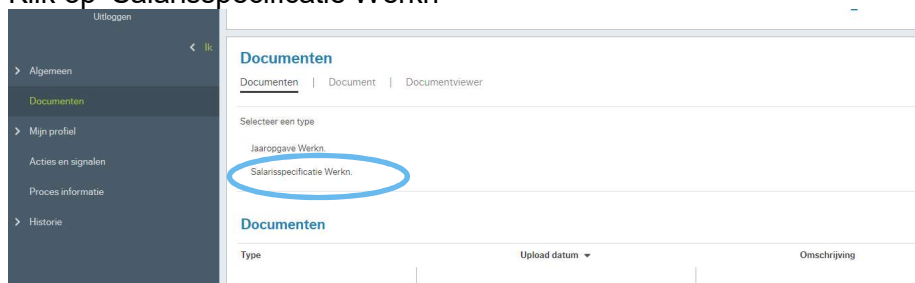 Klik op 'Salarisspecificatie Werkn'
Uitloggen
Ik
Algemeen
Documenten
Mijn profiel
Acties en signalen
Proces informatie
Historie
Documenten
Documenten | Document | Documentviewer
Selecteer een type
Jaaropgave Werkn.
Salarisspecificatie Werkn.
Documenten
Type Upload datum Omschrijving